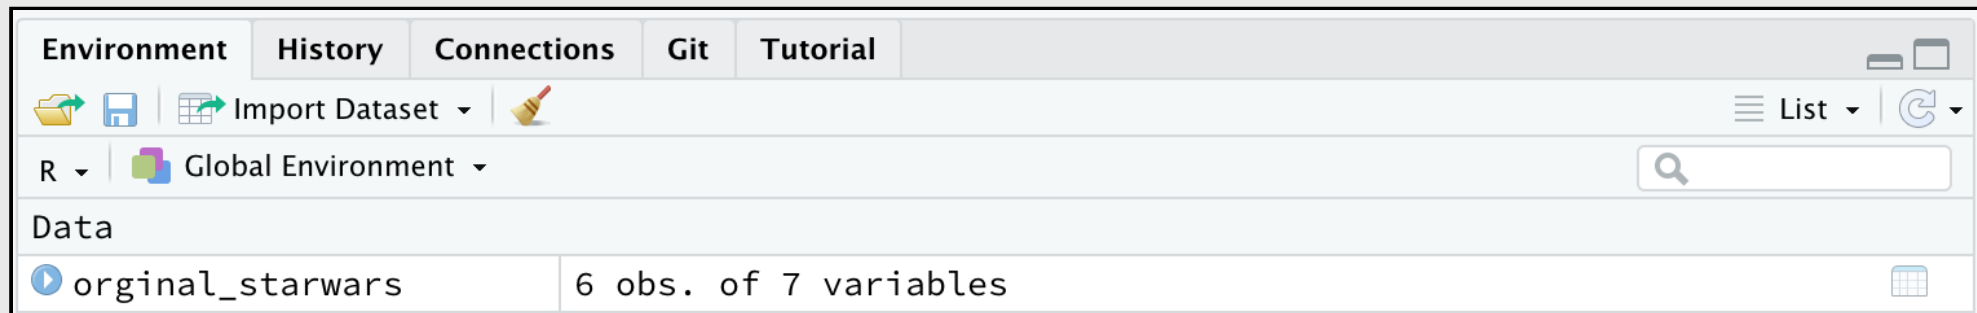 Environment History Connections Git Tutorial
Import Dataset List
R Global Environment
Data
orginal_starwars 6 obs. of 7 variables